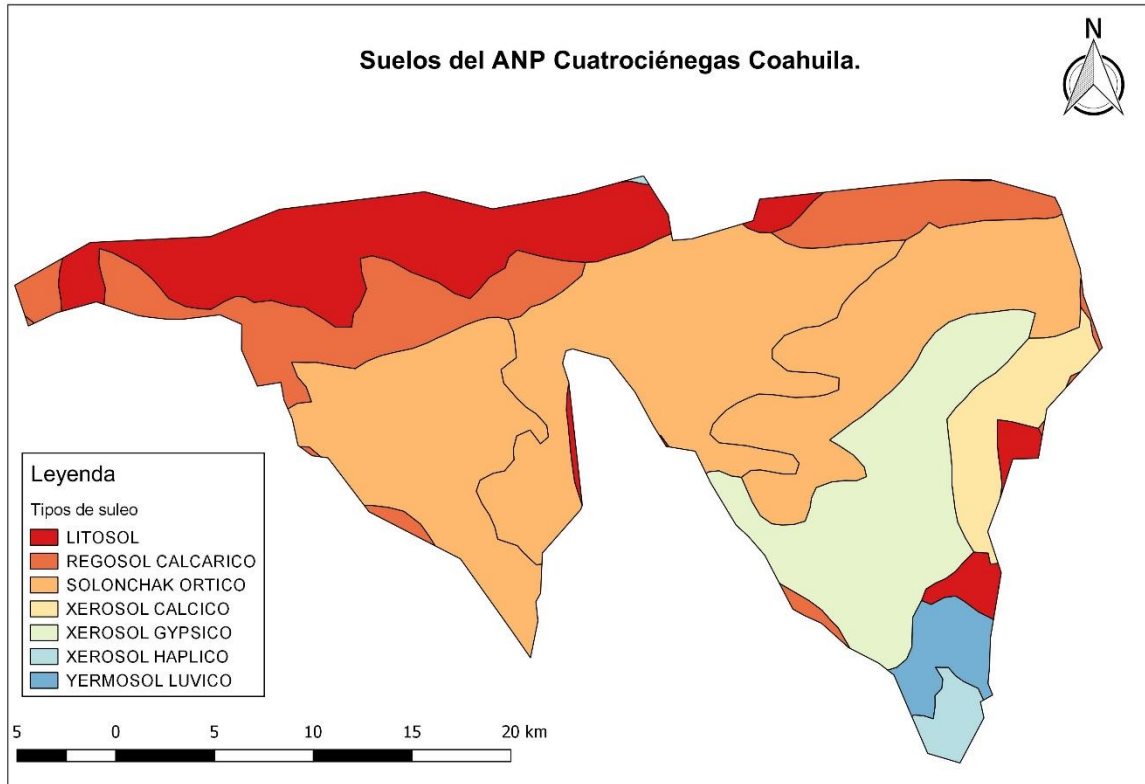 Suelos del ANP Cuatrociénegas Coahuila.
N
Leyenda
Tipos de suleo
LITOSOL
REGOSOL CALCARICO
SOLONCHAK ORTICO
XEROSOL CALCICO
XEROSOL GYPSICO
XEROSOL HAPLICO
YERMOSOL LUVICO
5 0 5 10 15 20 km